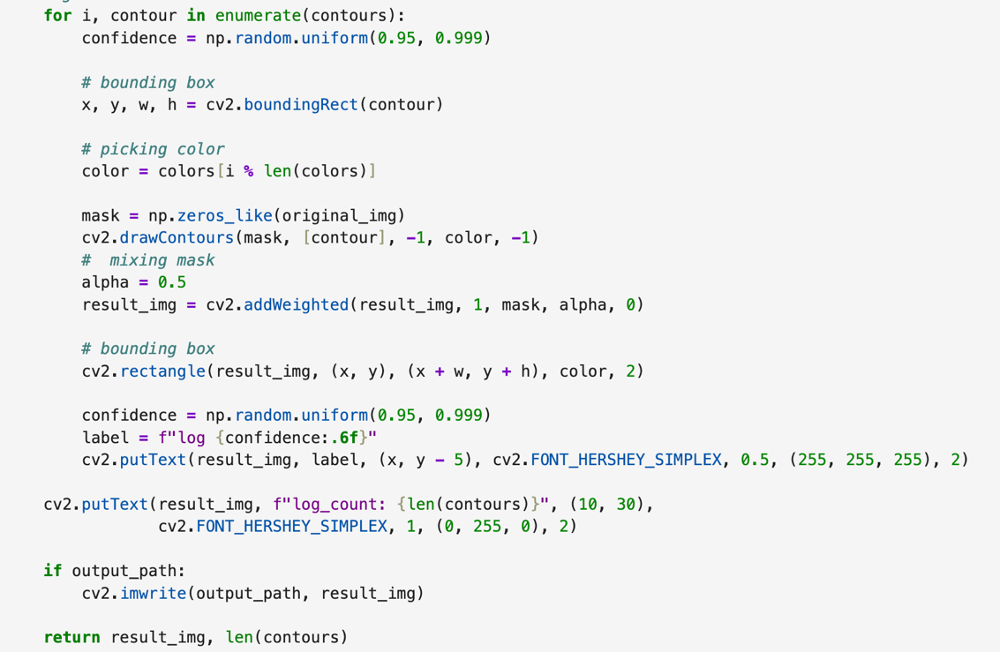 for i, contour in enumerate(contours):
    confidence = np.random.uniform(0.95, 0.999)

    # bounding box
    x, y, w, h = cv2.boundingRect(contour)

    # picking color
    color = colors[i % len(colors)]

    mask = np.zeros_like(original_img)
    cv2.drawContours(mask, [contour], -1, color, -1)
    #  mixing mask
    alpha = 0.5
    result_img = cv2.addWeighted(result_img, 1, mask, alpha, 0)

    # bounding box
    cv2.rectangle(result_img, (x, y), (x + w, y + h), color, 2)

    confidence = np.random.uniform(0.95, 0.999)
    label = f"log {confidence:.6f}"
    cv2.putText(result_img, label, (x, y - 5), cv2.FONT_HERSHEY_SIMPLEX, 0.5, (255, 255, 255), 2)

cv2.putText(result_img, f"log_count: {len(contours)}", (10, 30),
            cv2.FONT_HERSHEY_SIMPLEX, 1, (0, 255, 0), 2)

if output_path:
    cv2.imwrite(output_path, result_img)

return result_img, len(contours)